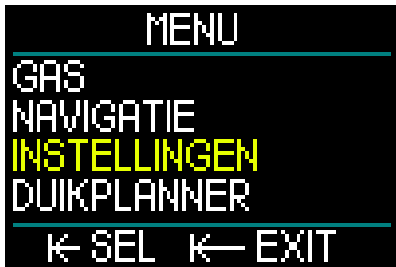 MENU
GAS
NAVIGATIE
INSTELLINGEN
DUIKPLANNER
K← SEL K⟵ EXIT